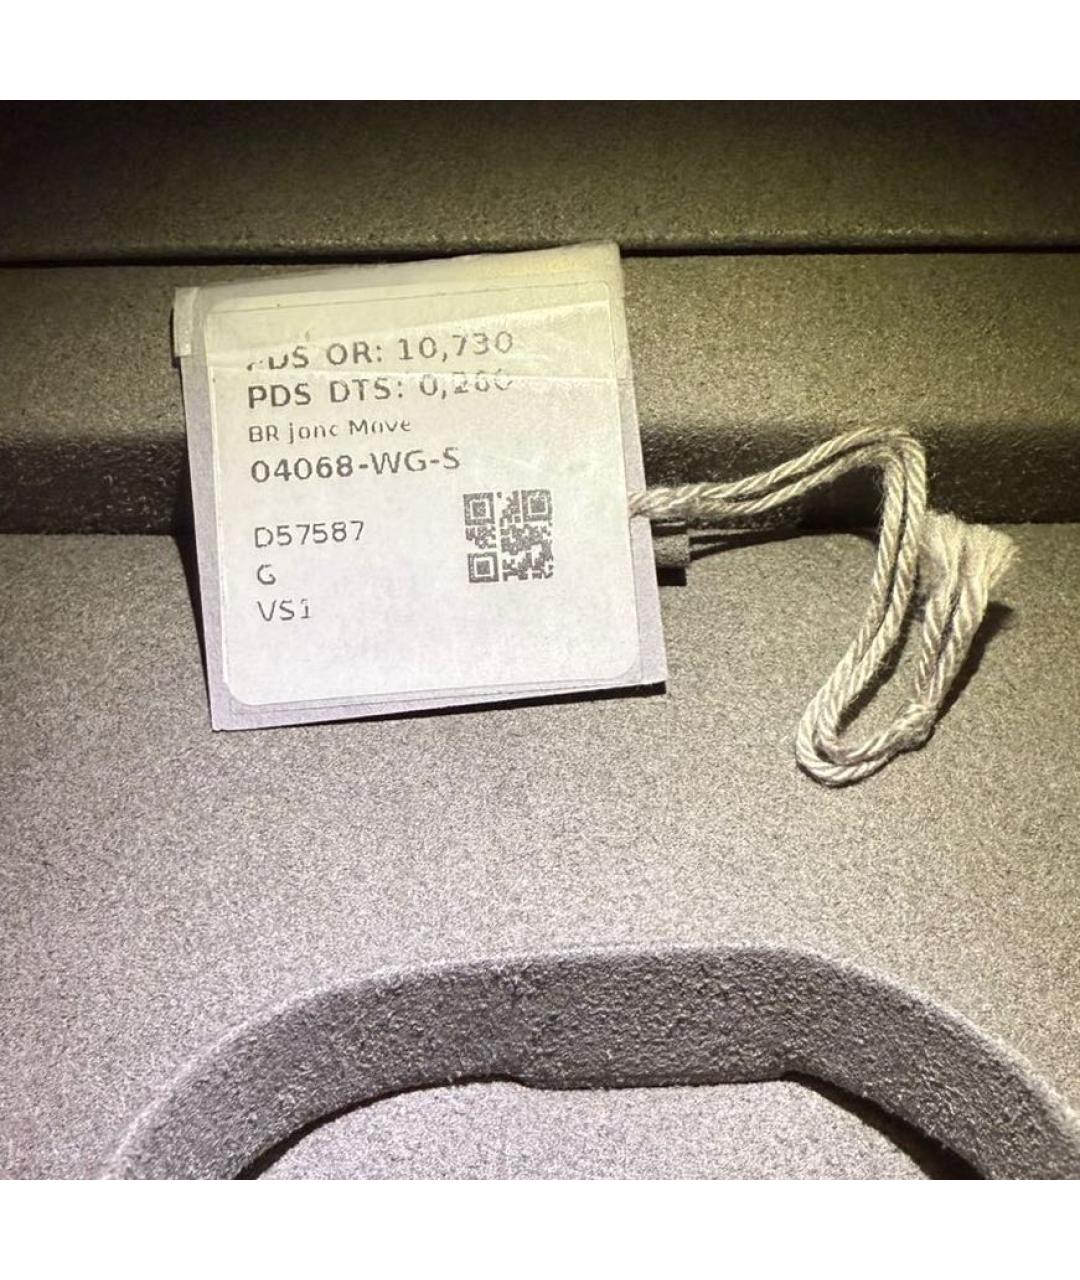 PDS OR: 10,730
PDS DTS: 0,260
BR jonc Move
04068-WG-S
D57587
G
VS1